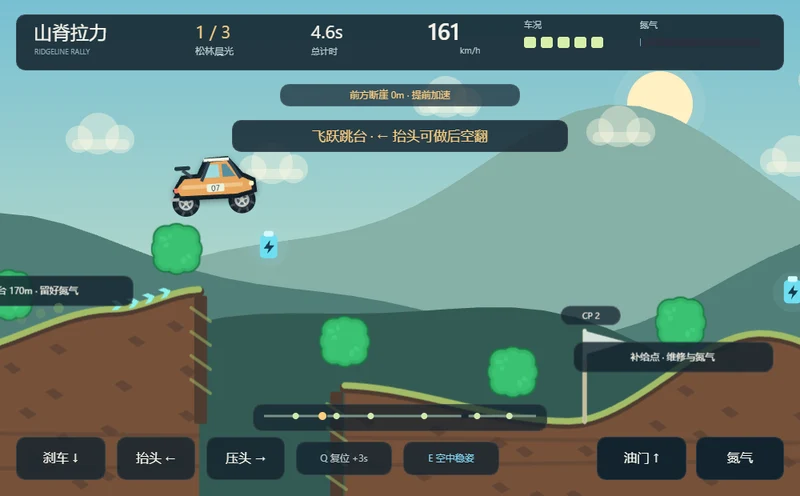 山脊拉力
RIDGELINE RALLY
1 / 3
松林晨光
4.6s
总计时
161
km/h
车况
氮气
前方断崖 0m · 提前加速
飞跃跳台 · ← 抬头可做后空翻
07
台 170m · 留好氮气
CP 2
补给点 · 维修与氮气
刹车 ↓
抬头 ←
压头 →
Q 复位 +3s
E 空中稳姿
油门 ↑
氮气